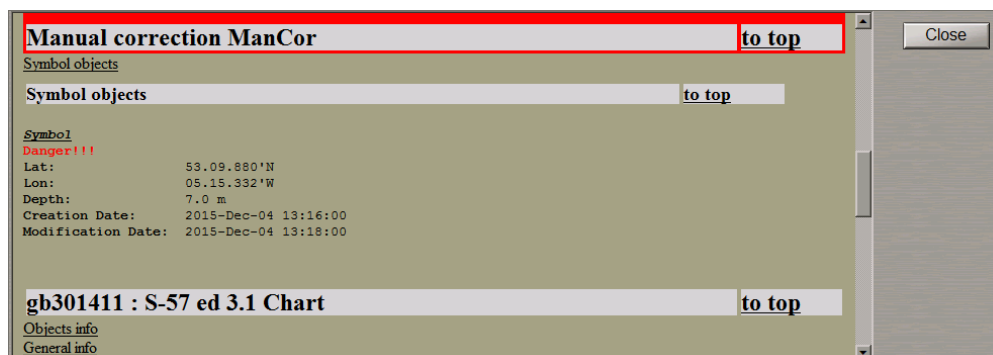 Manual correction ManCor to top
Close
Symbol objects
Symbol objects to top
Symbol
Danger!!!
Lat: 53.09.880'N
Lon: 05.15.332'W
Depth: 7.0 m
Creation Date: 2015-Dec-04 13:16:00
Modification Date: 2015-Dec-04 13:18:00
gb301411 : S-57 ed 3.1 Chart to top
Objects info
General info